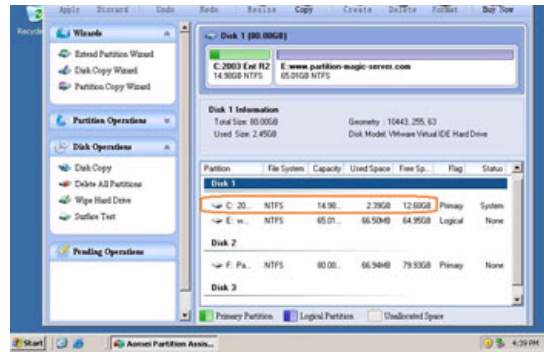 Apply Discard Undo Redo Resize Copy Create Delete Format Buy Now
Recycle
Wizards
Extend Partition Wizard
Disk Copy Wizard
Partition Copy Wizard
Partition Operations
Disk Operations
Disk Copy
Delete All Partitions
Wipe Hard Drive
Surface Test
Pending Operations
Disk 1 (80.00GB)
C:2003 Ent R2
14.98GB NTFS
E:www.partition-magic-server.com
65.01GB NTFS
Disk 1 Information
Total Size: 80.00GB
Geometry : 10443, 255, 63
Used Size: 2.45GB
Disk Model: VMware Virtual IDE Hard Drive
Partition File System Capacity Used Space Free Sp... Flag Status
Disk 1
C: 20... NTFS 14.98... 2.39GB 12.60GB Primary System
E: w... NTFS 65.01... 66.50MB 64.95GB Logical None
Disk 2
F: Pa... NTFS 80.00... 66.94MB 79.93GB Primary None
Disk 3
Primary Partition Logical Partition Unallocated Space
Start
Aomei Partition Assis...
4:39 PM